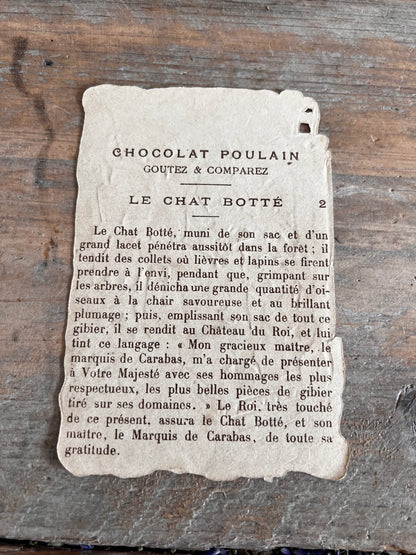 CHOCOLAT POULAIN
GOUTEZ & COMPAREZ
LE CHAT BOTTÉ 2
Le Chat Botté, muni de son sac et d'un
grand lacet pénétra aussitôt dans la forêt ; il
tendit des collets où lièvres et lapins se firent
prendre à l'envi, pendant que, grimpant sur
les arbres, il dénicha une grande quantité d'oi-
seaux à la chair savoureuse et au brillant
plumage ; puis, emplissant son sac de tout ce
gibier, il se rendit au Château du Roi, et lui
tint ce langage : « Mon gracieux maître, le
marquis de Carabas, m'a chargé de présenter
à Votre Majesté avec ses hommages les plus
respectueux, les plus belles pièces de gibier
tiré sur ses domaines. » Le Roi, très touché
de ce présent, assura le Chat Botté, et son
maître, le Marquis de Carabas, de toute sa
gratitude.